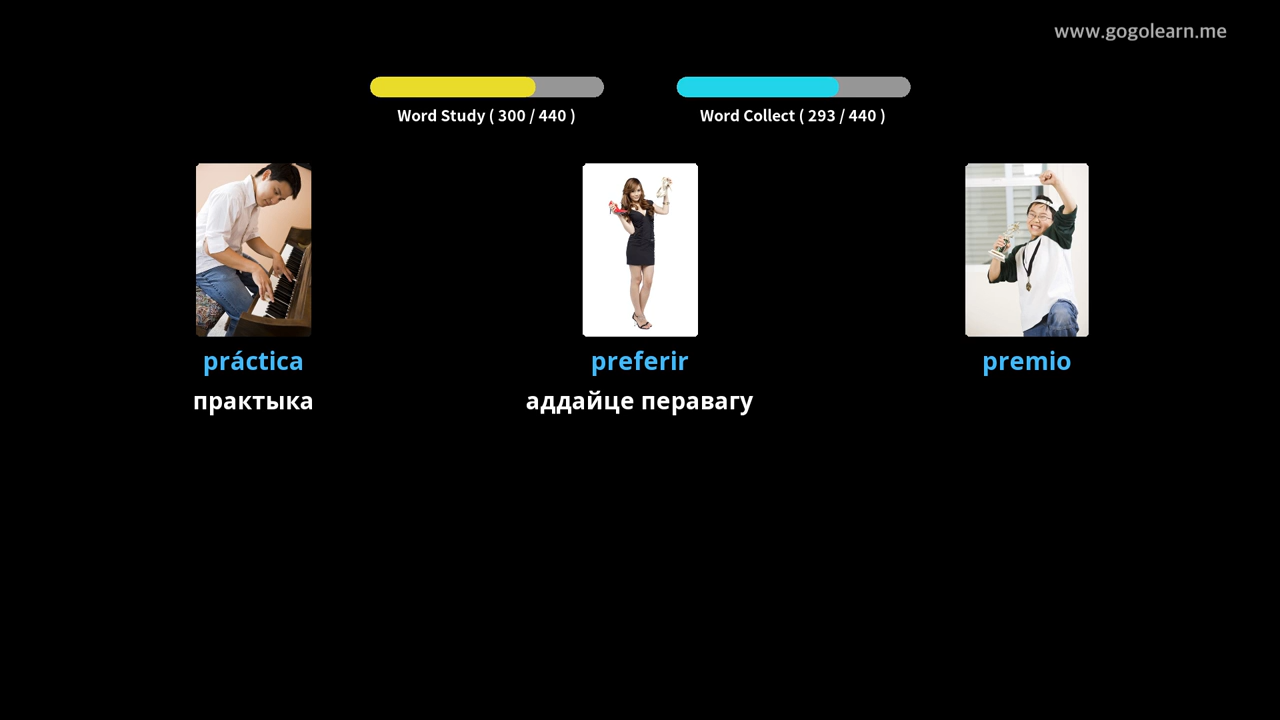 www.gogolearn.me
Word Study ( 300 / 440 )
Word Collect ( 293 / 440 )
práctica
preferir
premio
практыка
аддайце перавагу